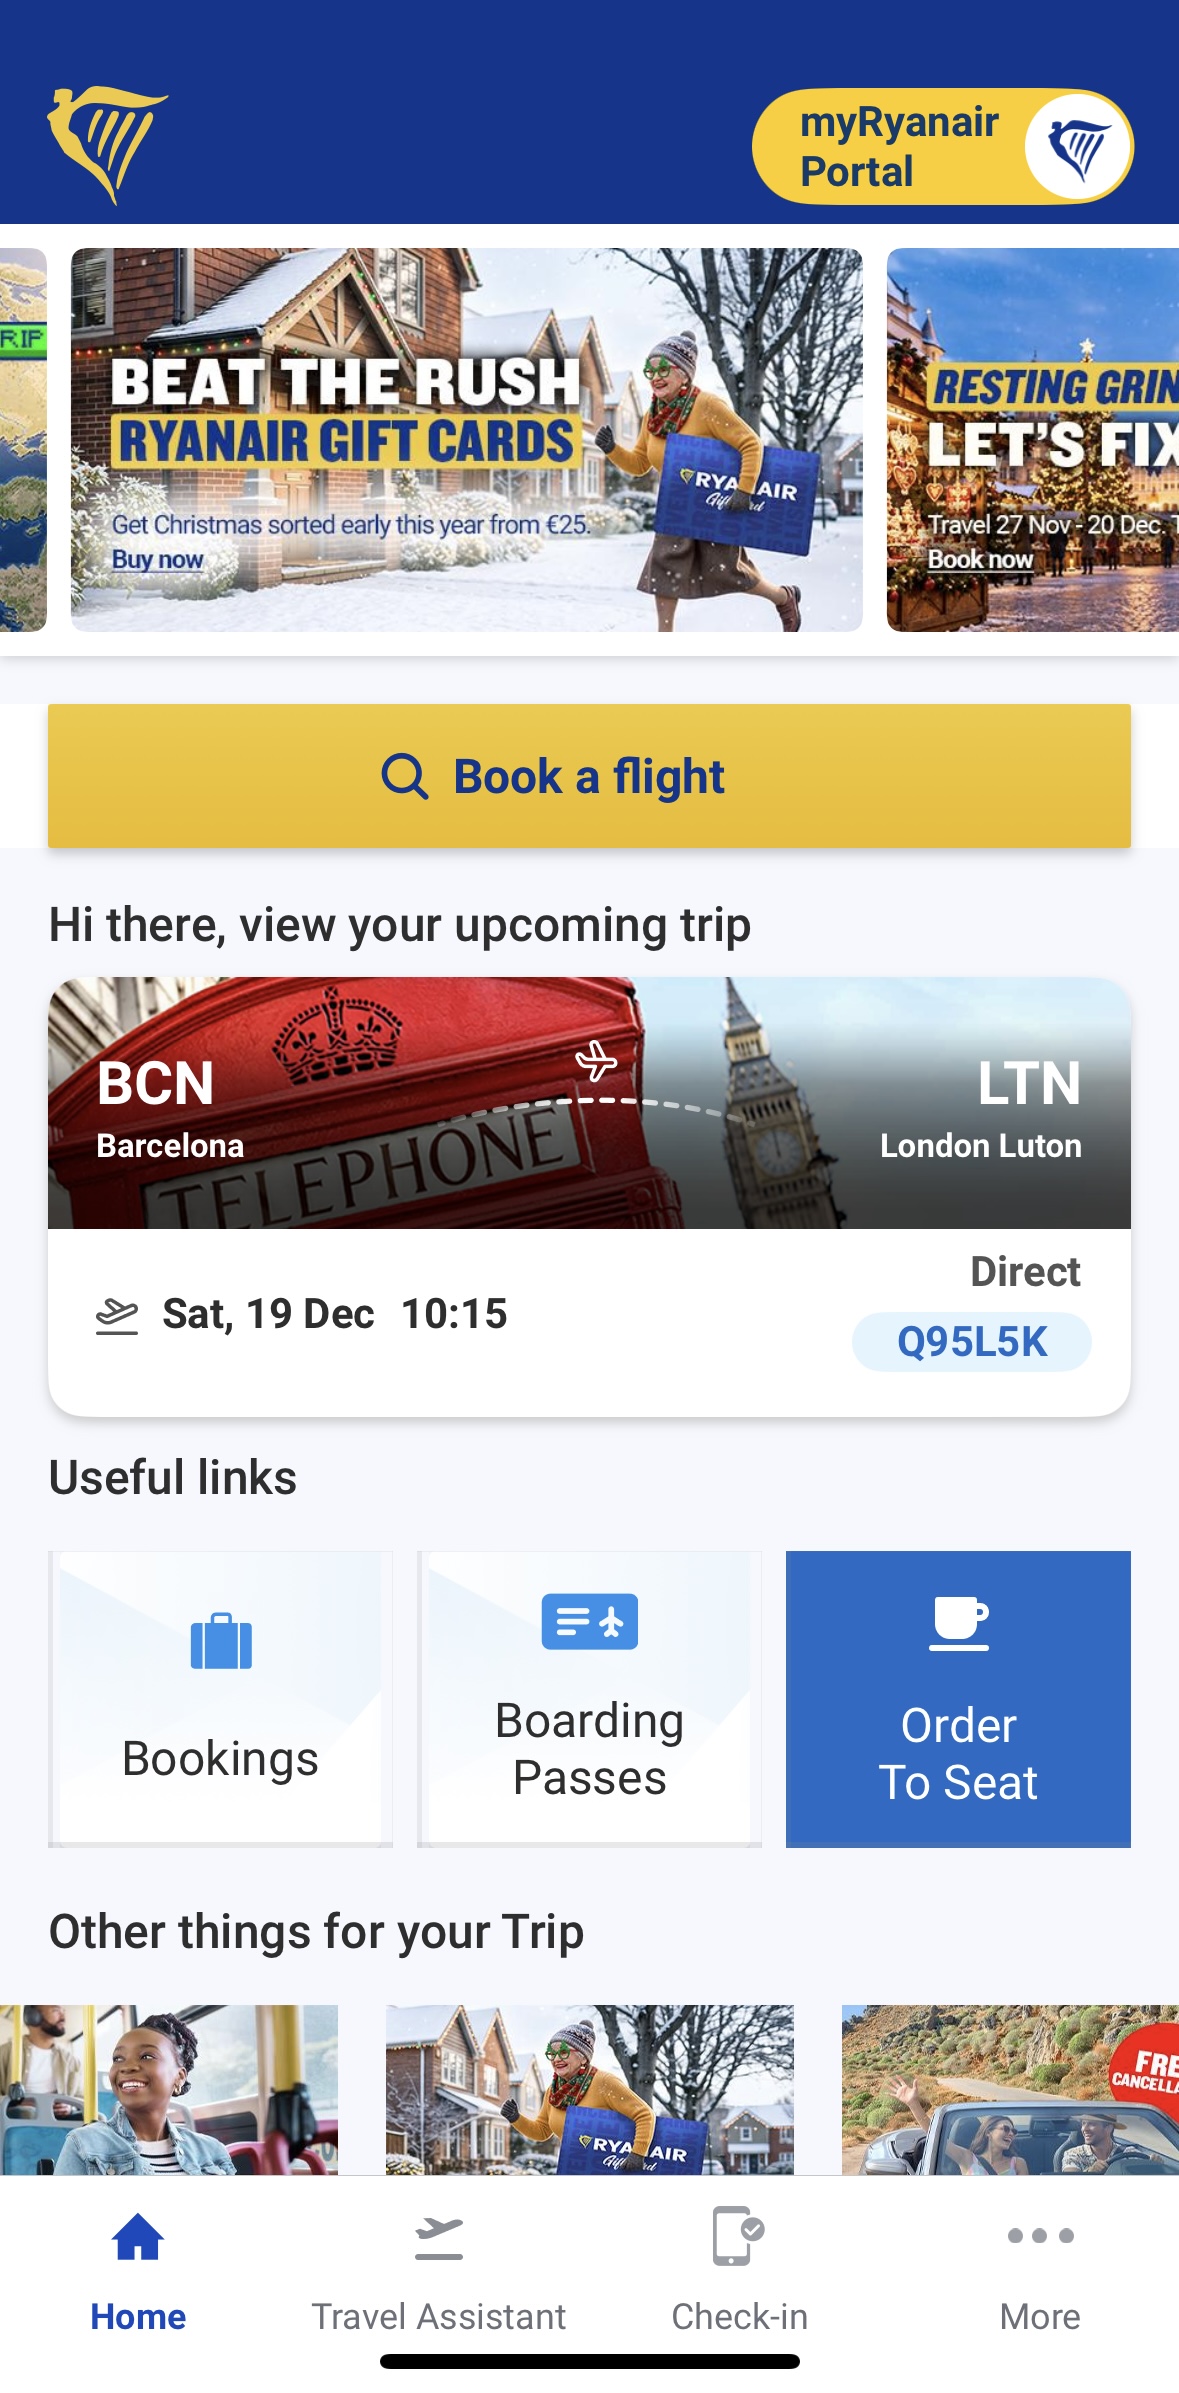 myRyanair
Portal
RIP
BEAT THE RUSH
RYANAIR GIFT CARDS
Get Christmas sorted early this year from €25.
Buy now
RYANAIR
RESTING GRIN
LET'S FIX
Travel 27 Nov - 20 Dec.
Book now
Book a flight
Hi there, view your upcoming trip
BCN
LTN
Barcelona
London Luton
TELEPHONE
Direct
Sat, 19 Dec 10:15
Q95L5K
Useful links
Bookings
Boarding
Passes
Order
To Seat
Other things for your Trip
RYANAIR
FRE
CANCELLA
Home
Travel Assistant
Check-in
More